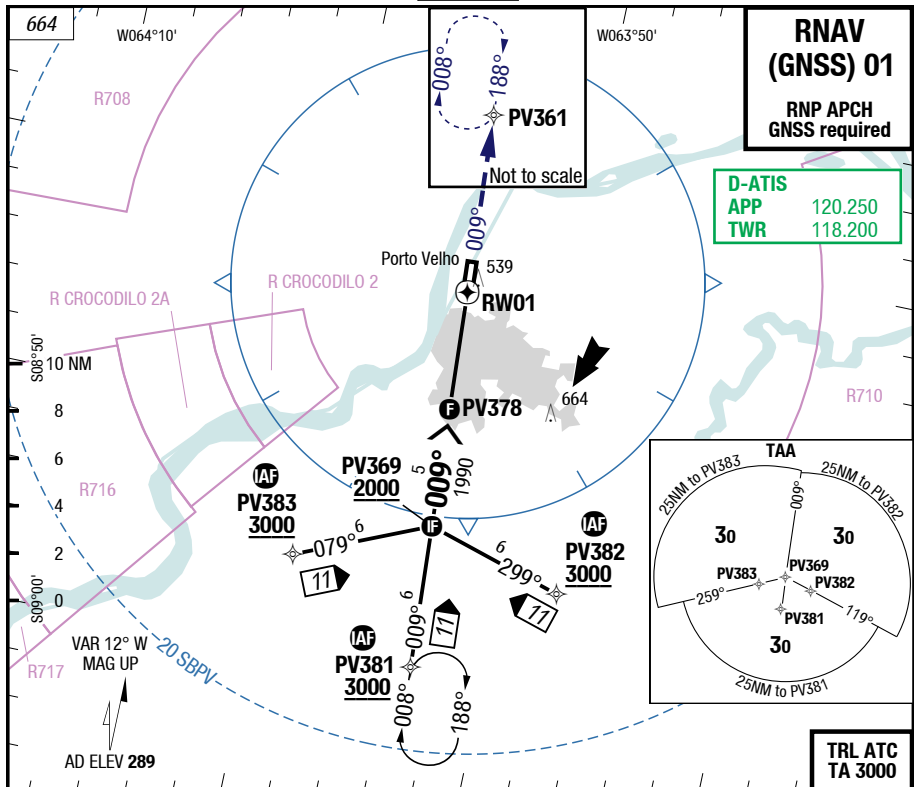 664
W064°10'
W063°50'
RNAV
(GNSS) 01
RNP APCH
GNSS required
R708
008°
188°
PV361
Not to scale
D-ATIS
APP 120.250
TWR 118.200
009°
Porto Velho
539
RW01
R CROCODILO 2A
R CROCODILO 2
S08°50'
10 NM
8
6
4
2
0
S09°00'
F PV378
664
R710
R716
R717
IAF
PV383
3000
PV369
2000
5
009°
1990
IF
079°
6
11
IAF
PV382
3000
6
299°
11
6
009°
11
IAF
PV381
3000
008°
188°
20 SBPV
VAR 12° W
MAG UP
AD ELEV 289
TAA
25NM to PV383
25NM to PV382
009°
30
30
PV369
PV383
PV382
259°
119°
PV381
30
25NM to PV381
TRL ATC
TA 3000